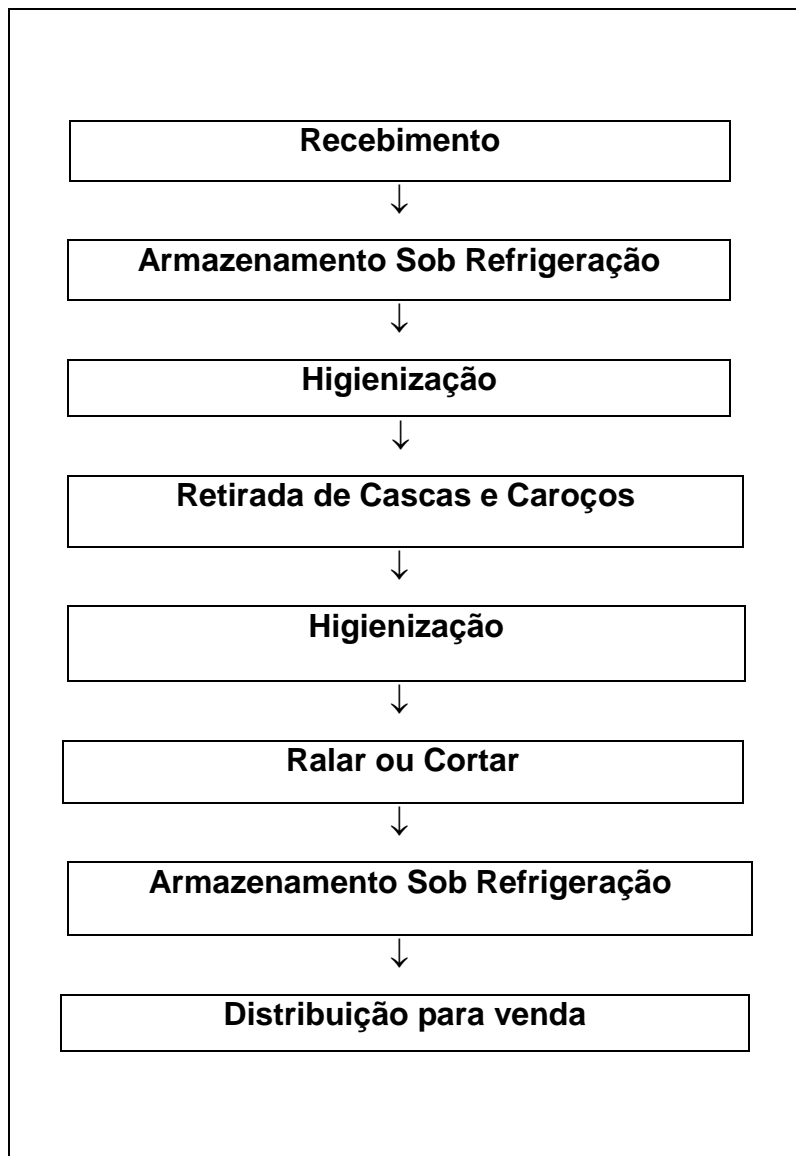 Recebimento
↓
Armazenamento Sob Refrigeração
↓
Higienização
↓
Retirada de Cascas e Caroços
↓
Higienização
↓
Ralar ou Cortar
↓
Armazenamento Sob Refrigeração
↓
Distribuição para venda